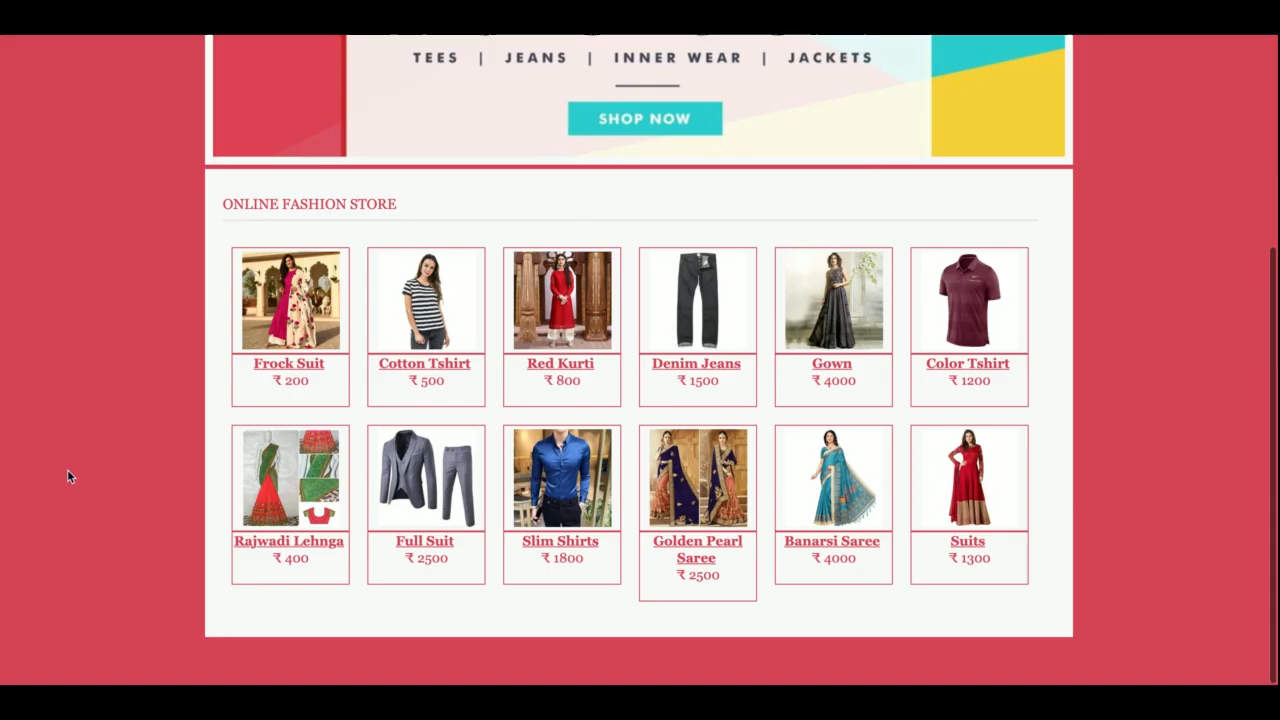 TEES | JEANS | INNER WEAR | JACKETS
SHOP NOW
ONLINE FASHION STORE
Frock Suit
₹ 200
Cotton Tshirt
₹ 500
Red Kurti
₹ 800
Denim Jeans
₹ 1500
Gown
₹ 4000
Color Tshirt
₹ 1200
Rajwadi Lehnga
₹ 400
Full Suit
₹ 2500
Slim Shirts
₹ 1800
Golden Pearl
Saree
₹ 2500
Banarsi Saree
₹ 4000
Suits
₹ 1300